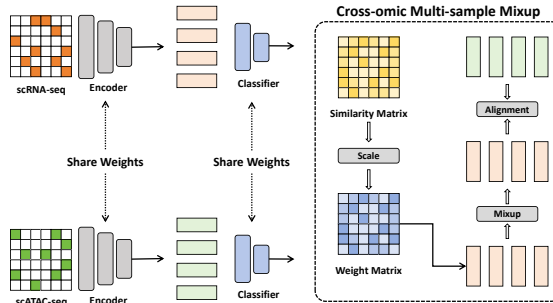 Cross-omic Multi-sample Mixup
scRNA-seq
Encoder
Classifier
Share Weights
Share Weights
scATAC-seq
Encoder
Classifier
Similarity Matrix
Scale
Weight Matrix
Alignment
Mixup